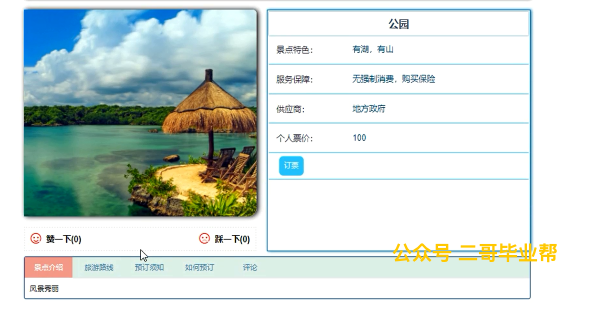 公园
景点特色： 有湖，有山
服务保障： 无强制消费，购买保险
供应商： 地方政府
个人票价： 100
订票
赞一下(0) 踩一下(0)
公众号 二哥毕业帮
景点介绍 旅游路线 预订须知 如何预订 评论
风景秀丽